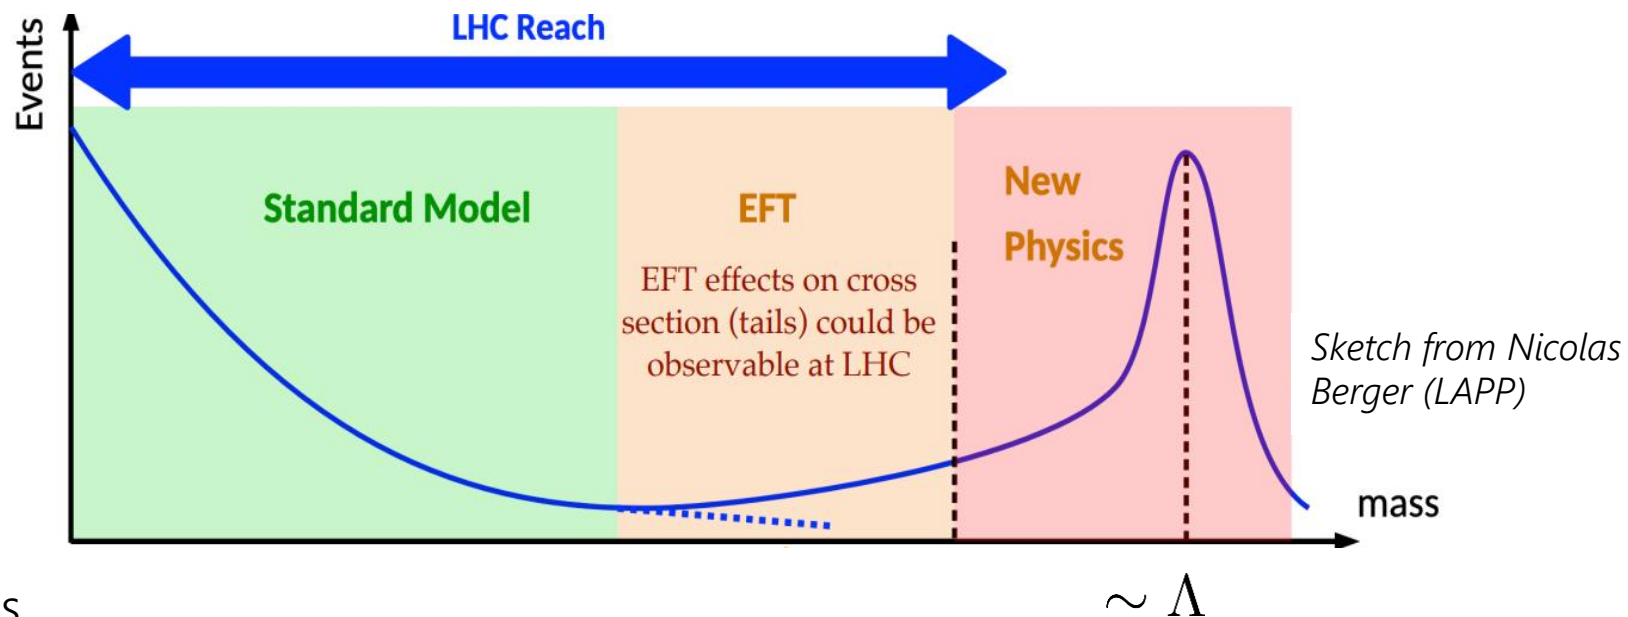 Events
LHC Reach
Standard Model
EFT
EFT effects on cross
section (tails) could be
observable at LHC
New
Physics
Sketch from Nicolas
Berger (LAPP)
mass
~ Λ
s